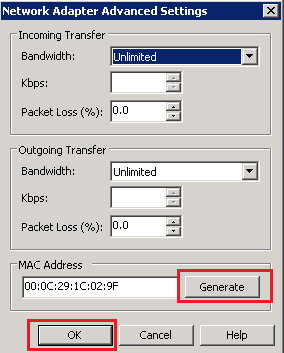 Network Adapter Advanced Settings
Incoming Transfer
Bandwidth: Unlimited
Kbps:
Packet Loss (%): 0.0
Outgoing Transfer
Bandwidth: Unlimited
Kbps:
Packet Loss (%): 0.0
MAC Address
00:0C:29:1C:02:9F Generate
OK Cancel Help